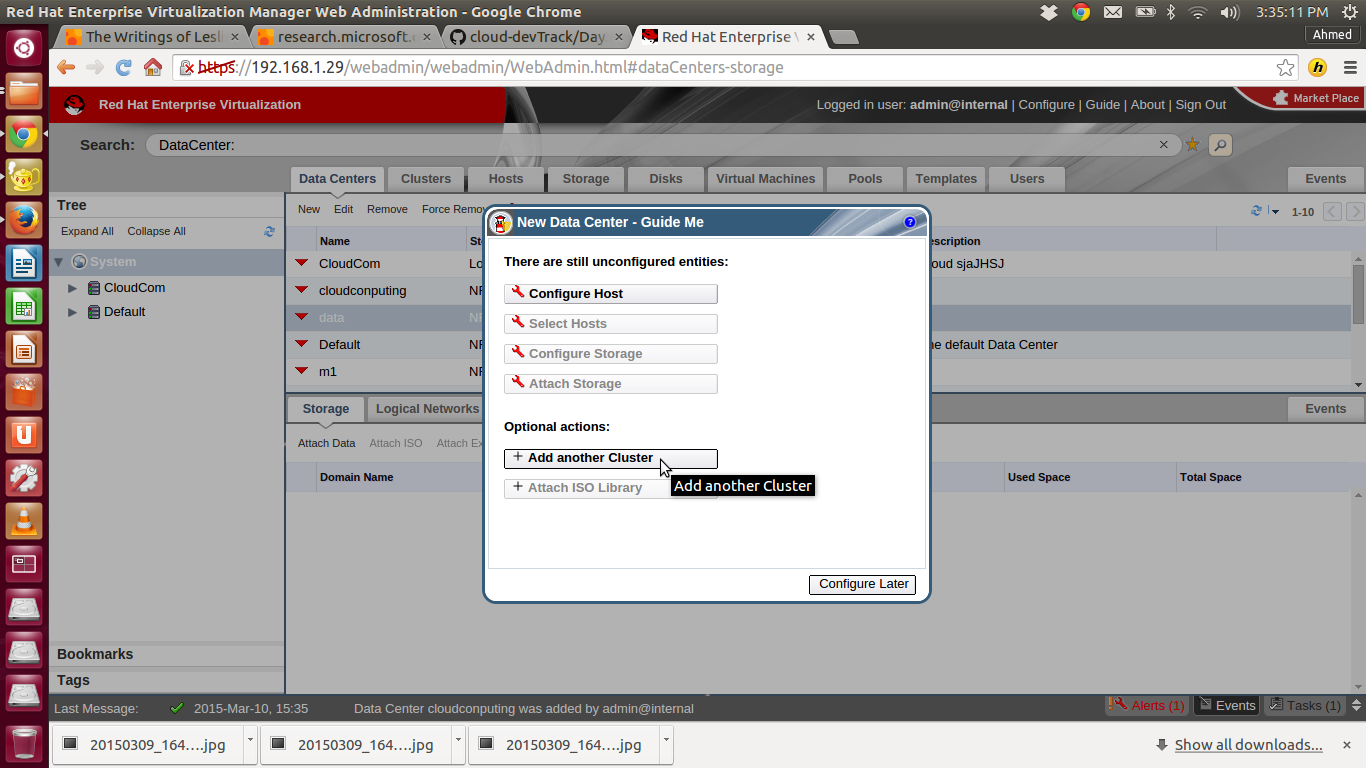 Red Hat Enterprise Virtualization Manager Web Administration - Google Chrome
3:35:11 PM
The Writings of Lesl
research.microsoft.
cloud-devTrack/Day
Red Hat Enterprise
Ahmed
https://192.168.1.29/webadmin/webadmin/WebAdmin.html#dataCenters-storage
Red Hat Enterprise Virtualization
Logged in user: admin@internal | Configure | Guide | About | Sign Out
Market Place
Search:
DataCenter:
Data Centers
Clusters
Hosts
Storage
Disks
Virtual Machines
Pools
Templates
Users
Events
Tree
Expand All
Collapse All
System
CloudCom
Default
Bookmarks
Tags
New
Edit
Remove
Force Remov
1-10
Name
CloudCom
oud sjaJHSJ
cloudconputing
data
Default
he default Data Center
m1
New Data Center - Guide Me
There are still unconfigured entities:
Configure Host
Select Hosts
Configure Storage
Attach Storage
Optional actions:
+ Add another Cluster
Add another Cluster
+ Attach ISO Library
Configure Later
Storage
Logical Networks
Events
Attach Data
Attach ISO
Attach Ex
Domain Name
Used Space
Total Space
Last Message:
2015-Mar-10, 15:35
Data Center cloudconputing was added by admin@internal
Alerts (1)
Events
Tasks (1)
20150309_164....jpg
20150309_164....jpg
20150309_164....jpg
Show all downloads...